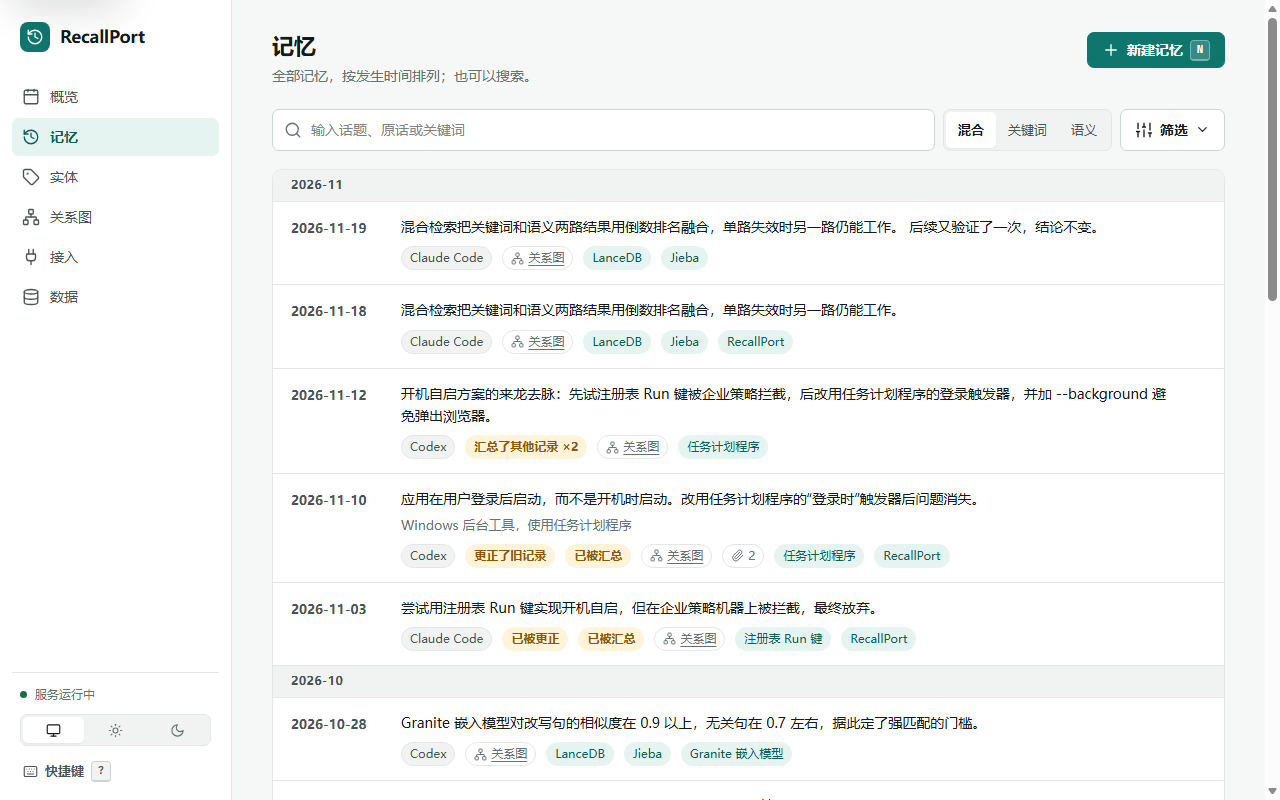 RecallPort
概览
记忆
实体
关系图
接入
数据
服务运行中
快捷键 ?
记忆
全部记忆，按发生时间排列；也可以搜索。
新建记忆 N
输入话题、原话或关键词
混合 关键词 语义
筛选
2026-11
2026-11-19
混合检索把关键词和语义两路结果用倒数排名融合，单路失效时另一路仍能工作。 后续又验证了一次，结论不变。
Claude Code 关系图 LanceDB Jieba
2026-11-18
混合检索把关键词和语义两路结果用倒数排名融合，单路失效时另一路仍能工作。
Claude Code 关系图 LanceDB Jieba RecallPort
2026-11-12
开机自启方案的来龙去脉：先试注册表 Run 键被企业策略拦截，后改用任务计划程序的登录触发器，并加 --background 避
免弹出浏览器。
Codex 汇总了其他记录 ×2 关系图 任务计划程序
2026-11-10
应用在用户登录后启动，而不是开机时启动。改用任务计划程序的“登录时”触发器后问题消失。
Windows 后台工具，使用任务计划程序
Codex 更正了旧记录 已被汇总 关系图 2 任务计划程序 RecallPort
2026-11-03
尝试用注册表 Run 键实现开机自启，但在企业策略机器上被拦截，最终放弃。
Claude Code 已被更正 已被汇总 关系图 注册表 Run 键 RecallPort
2026-10
2026-10-28
Granite 嵌入模型对改写句的相似度在 0.9 以上，无关句在 0.7 左右，据此定了强匹配的门槛。
Codex 关系图 LanceDB Jieba Granite 嵌入模型